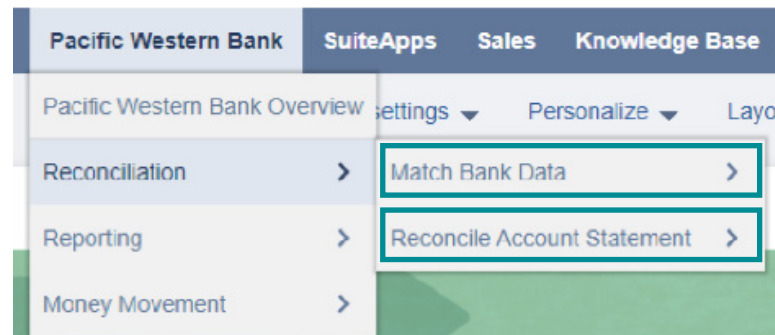 Pacific Western Bank SuiteApps Sales Knowledge Base
Pacific Western Bank Overview settings Personalize Layo
Reconciliation Match Bank Data
Reporting Reconcile Account Statement
Money Movement